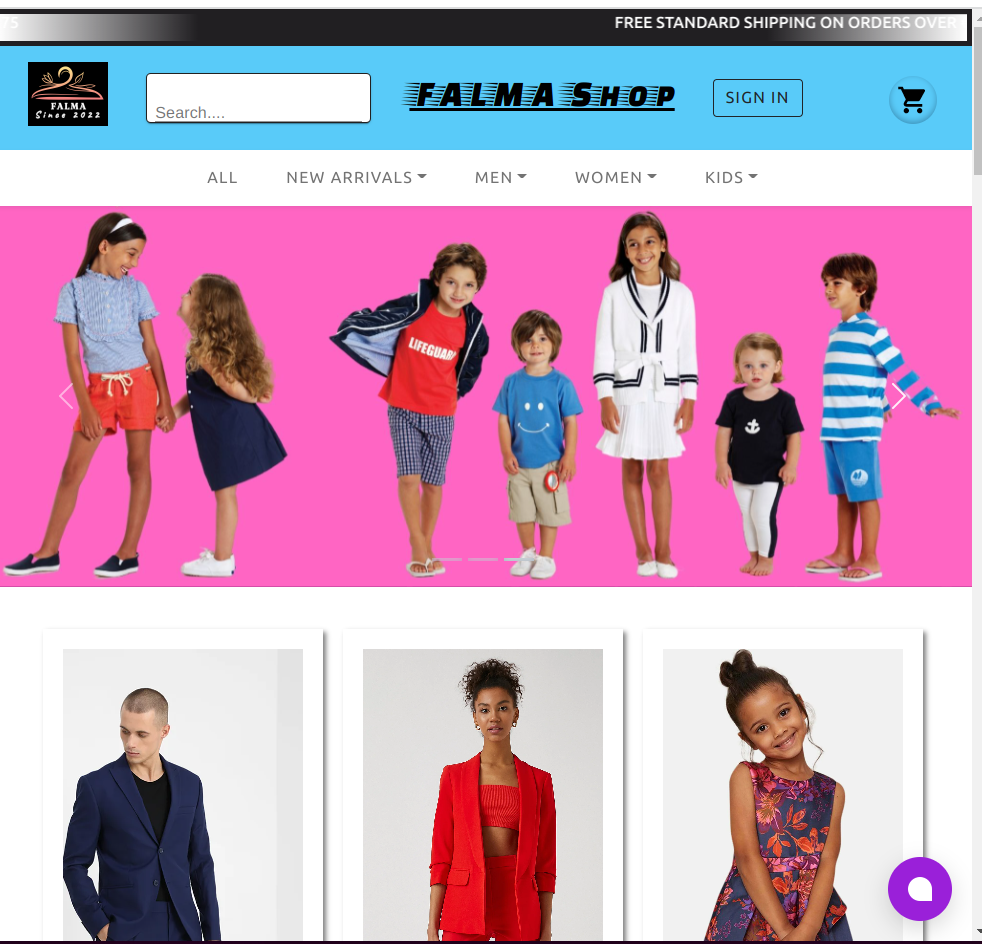 75
FREE STANDARD SHIPPING ON ORDERS OVER
FALMA
Since 2022
Search....
FALMA SHOP
SIGN IN
ALL
NEW ARRIVALS
MEN
WOMEN
KIDS
LIFEGUARD